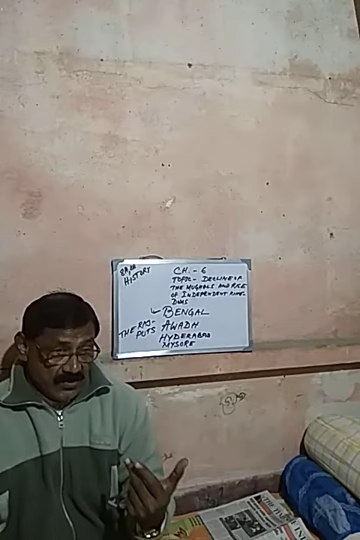 HISTORY
CH.- 6
TOPIC- DECLINE OF
THE MUGHALS AND RISE
OF INDEPENDENT KING-
DOMS
BENGAL
THE RAJ-
PUTS
AWADH
HYDERABAD
MYSORE